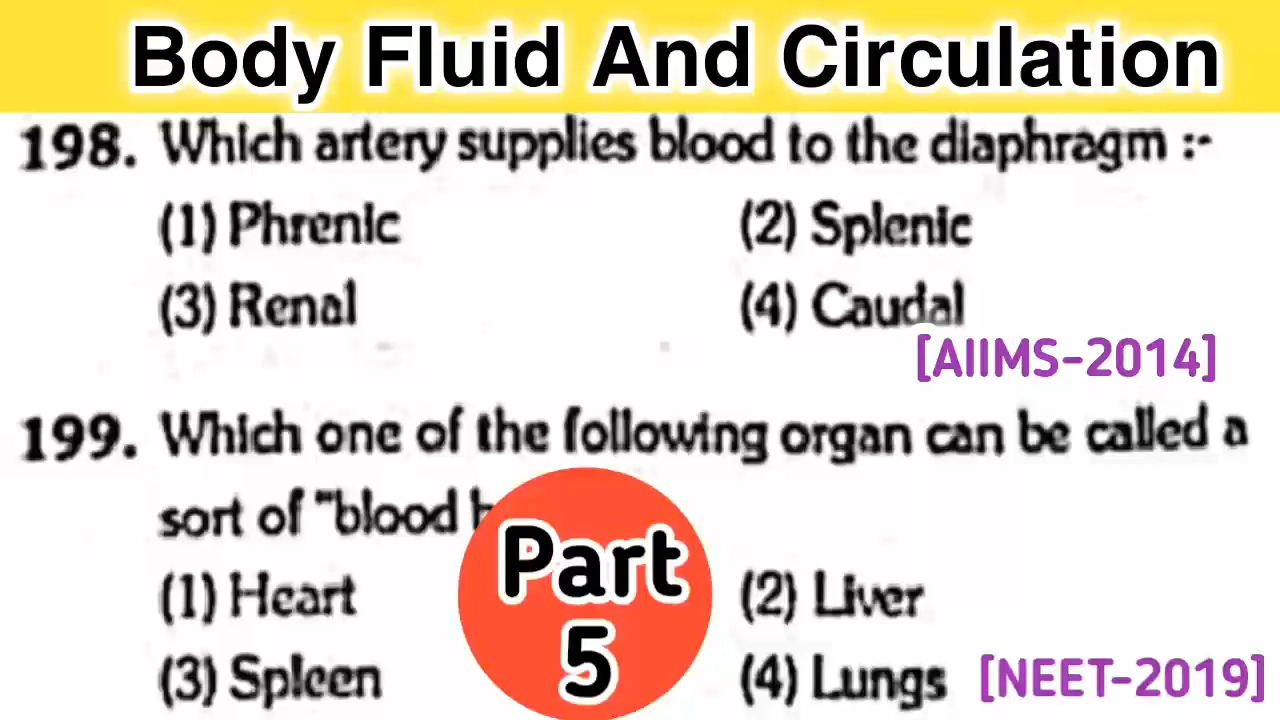 Body Fluid And Circulation
198. Which artery supplies blood to the diaphragm :-
(1) Phrenic (2) Splenic
(3) Renal (4) Caudal
[AIIMS-2014]
199. Which one of the following organ can be called a
sort of "blood
(1) Heart (2) Liver
(3) Spleen (4) Lungs [NEET-2019]
Part
5